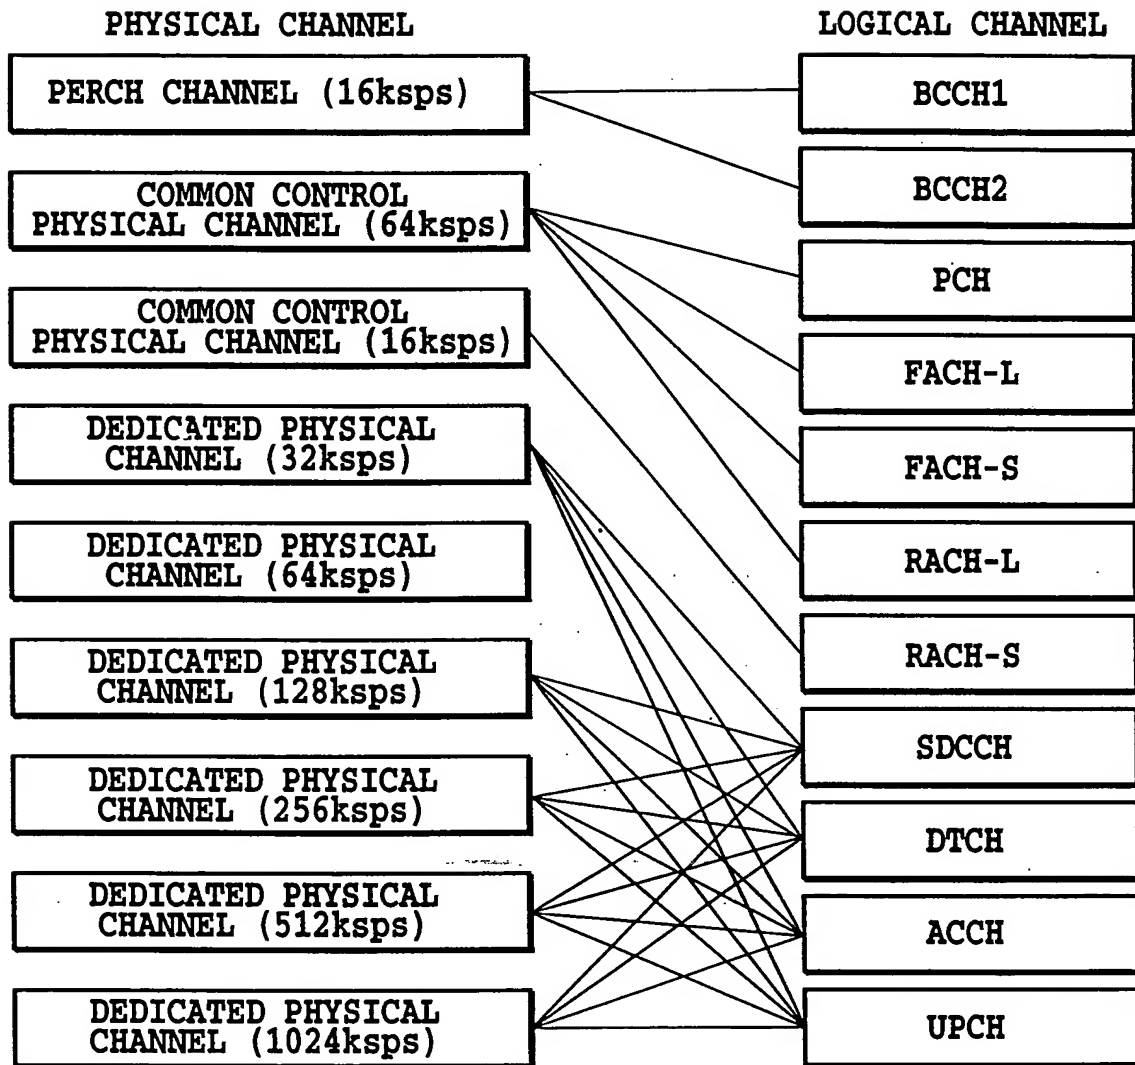 PHYSICAL CHANNEL
LOGICAL CHANNEL
PERCH CHANNEL (16ksps)
COMMON CONTROL
PHYSICAL CHANNEL (64ksps)
COMMON CONTROL
PHYSICAL CHANNEL (16ksps)
DEDICATED PHYSICAL
CHANNEL (32ksps)
DEDICATED PHYSICAL
CHANNEL (64ksps)
DEDICATED PHYSICAL
CHANNEL (128ksps)
DEDICATED PHYSICAL
CHANNEL (256ksps)
DEDICATED PHYSICAL
CHANNEL (512ksps)
DEDICATED PHYSICAL
CHANNEL (1024ksps)
BCCH1
BCCH2
PCH
FACH-L
FACH-S
RACH-L
RACH-S
SDCCH
DTCH
ACCH
UPCH